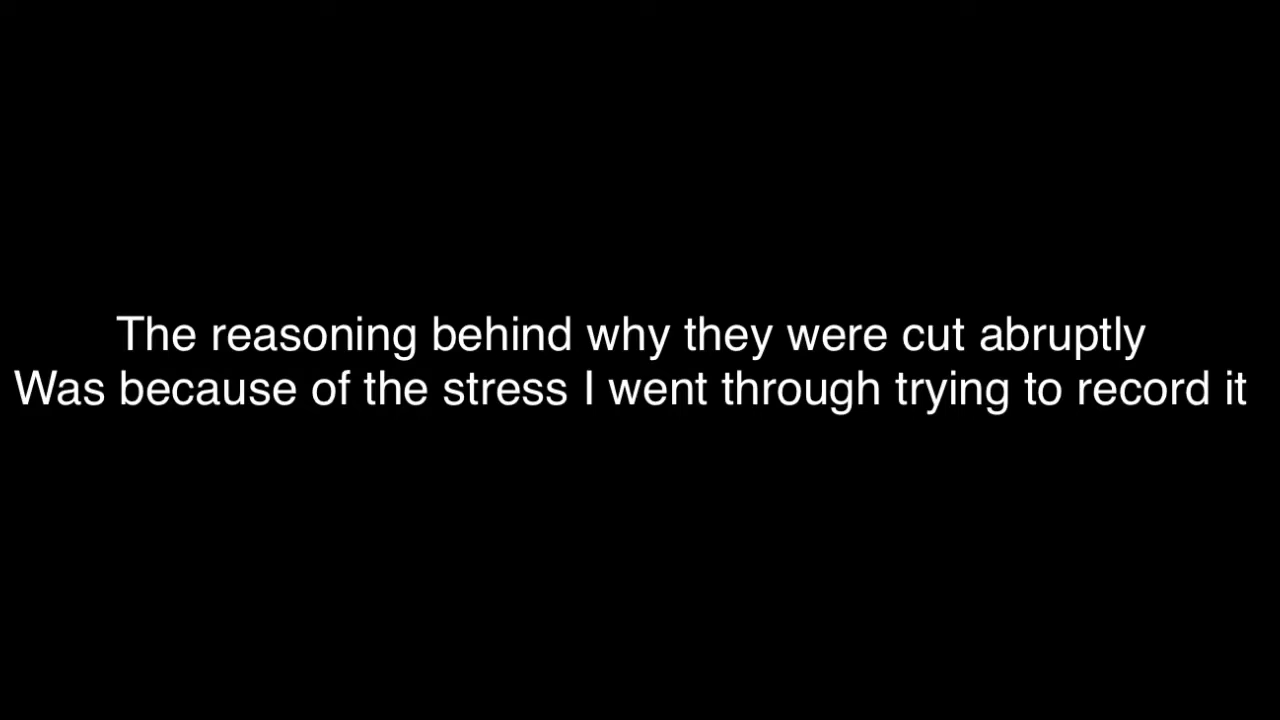 The reasoning behind why they were cut abruptly
Was because of the stress I went through trying to record it